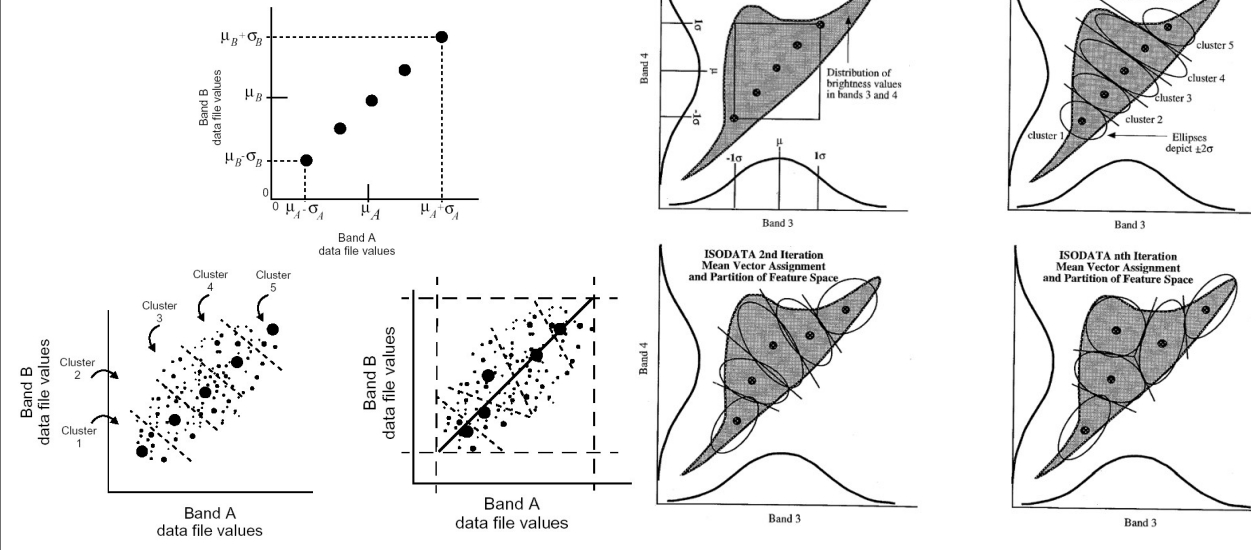 μB+σB
μB
μB-σB
Band B
data file values
0
0
μA-σA
μA
μA+σA
Band A
data file values
1σ
μ
-1σ
Band 4
Distribution of
brightness values
in bands 3 and 4
μ
-1σ
1σ
Band 3
cluster 5
cluster 4
cluster 3
cluster 2
cluster 1
Ellipses
depict ±2σ
Band 3
Cluster
5
Cluster
4
Cluster
3
Cluster
2
Cluster
1
Band B
data file values
Band A
data file values
Band B
data file values
Band A
data file values
ISODATA 2nd Iteration
Mean Vector Assignment
and Partition of Feature Space
Band 4
Band 3
ISODATA nth Iteration
Mean Vector Assignment
and Partition of Feature Space
Band 3